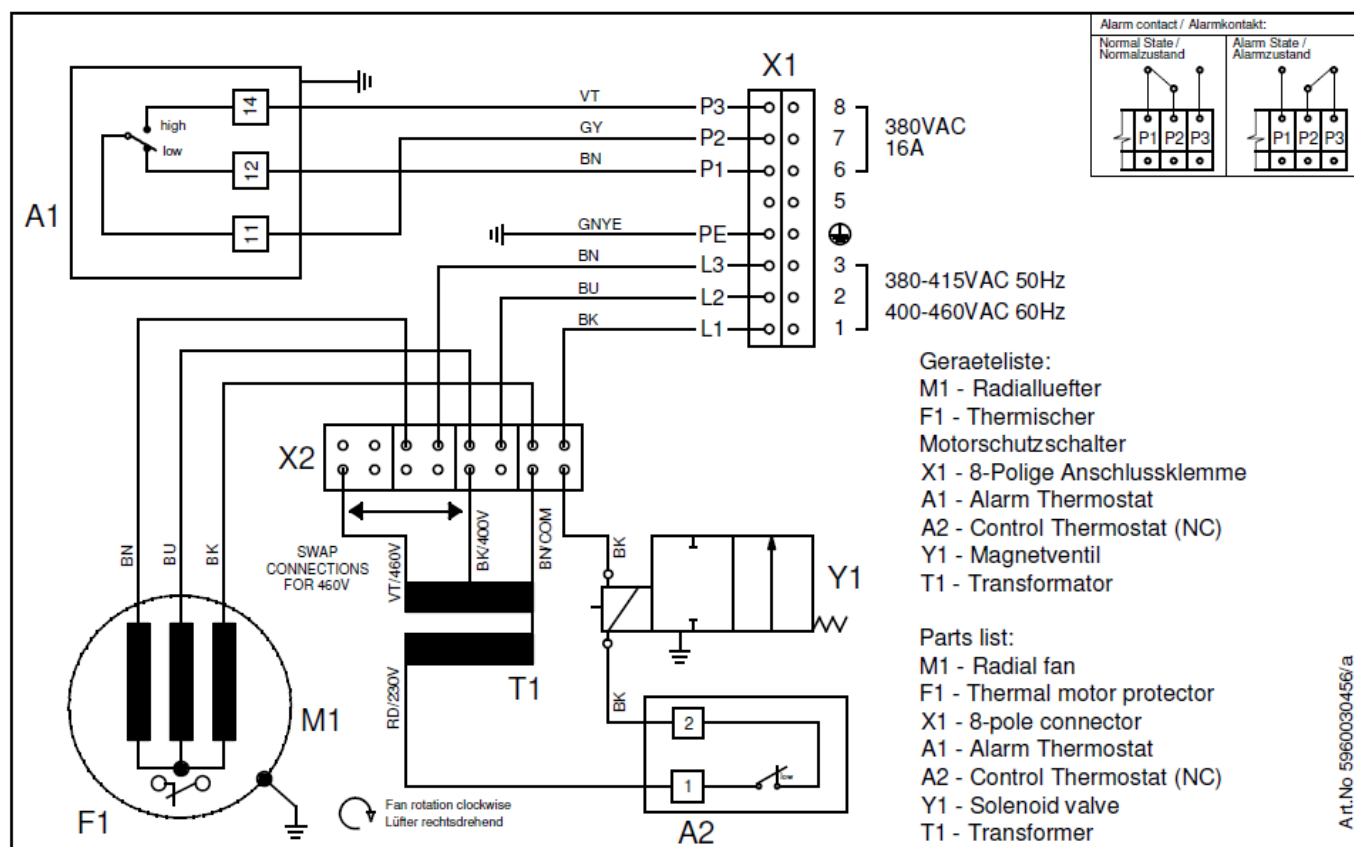 Alarm contact / Alarmkontakt:
Normal State /
Normalzustand
Alarm State /
Alarmzustand
P1 P2 P3
P1 P2 P3
X1
A1
14
high
low
12
11
VT
P3
8
GY
P2
7
BN
P1
6
380VAC
16A
5
GNYE
PE
BN
L3
3
BU
L2
2
BK
L1
1
380-415VAC 50Hz
400-460VAC 60Hz
X2
BN
BU
BK
SWAP
CONNECTIONS
FOR 460V
VT/460V
BK/400V
BN/COM
BK
Y1
T1
RD/230V
BK
2
1
low
A2
M1
F1
Fan rotation clockwise
Lüfter rechtsdrehend
Geraeteliste:
M1 - Radialluefter
F1 - Thermischer
Motorschutzschalter
X1 - 8-Polige Anschlussklemme
A1 - Alarm Thermostat
A2 - Control Thermostat (NC)
Y1 - Magnetventil
T1 - Transformator
Parts list:
M1 - Radial fan
F1 - Thermal motor protector
X1 - 8-pole connector
A1 - Alarm Thermostat
A2 - Control Thermostat (NC)
Y1 - Solenoid valve
T1 - Transformer
Art.No 5960030456/a